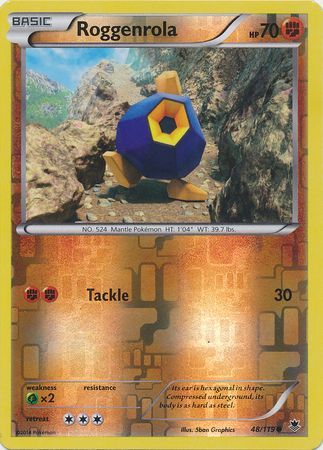 BASIC
Roggenrola
HP 70
NO. 524 Mantle Pokémon HT: 1'04" WT: 39.7 lbs.
Tackle 30
weakness resistance
×2
retreat
Its ear is hexagonal in shape.
Compressed underground, its
body is as hard as steel.
©2014 Pokémon
Illus. 5ban Graphics
48/119